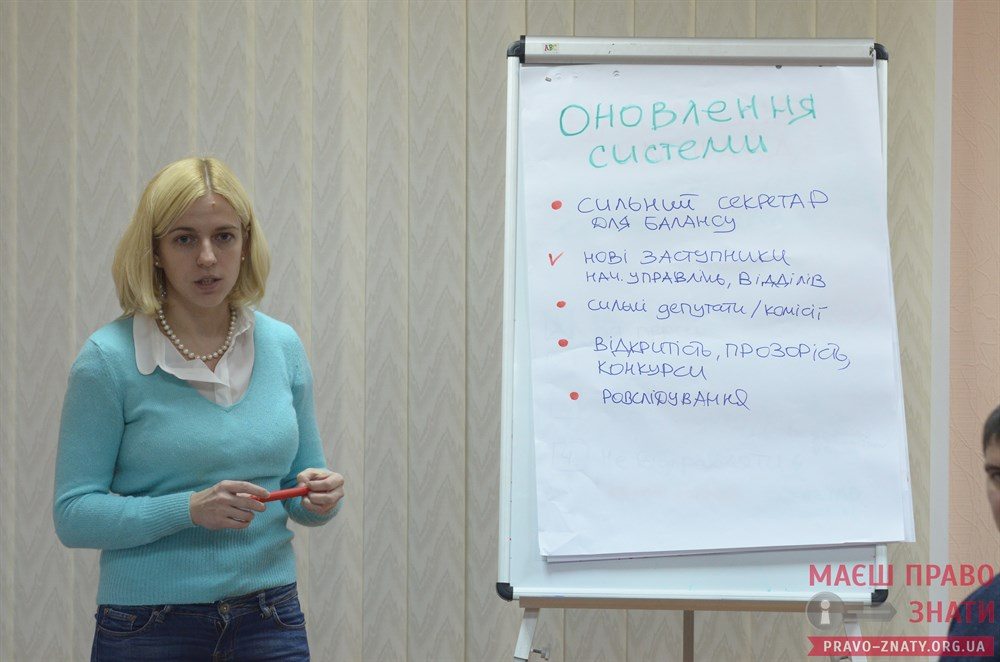 ОНОВЛЕННЯ
СИСТЕМИ
СИЛЬНИЙ СЕКРЕТАР
ДЛЯ БАЛАНСУ
НОВІ ЗАСТУПНИКИ
НАЧ. УПРАВЛІНЬ, ВІДДІЛІВ
СИЛЬНІ ДЕПУТАТИ/КОМІСІЇ
ВІДКРИТІСТЬ, ПРОЗОРІСТЬ,
КОНКУРСИ
РОЗСЛІДУВАННЯ
МАЄШ ПРАВО
ЗНАТИ
PRAVO-ZNATY.ORG.UA